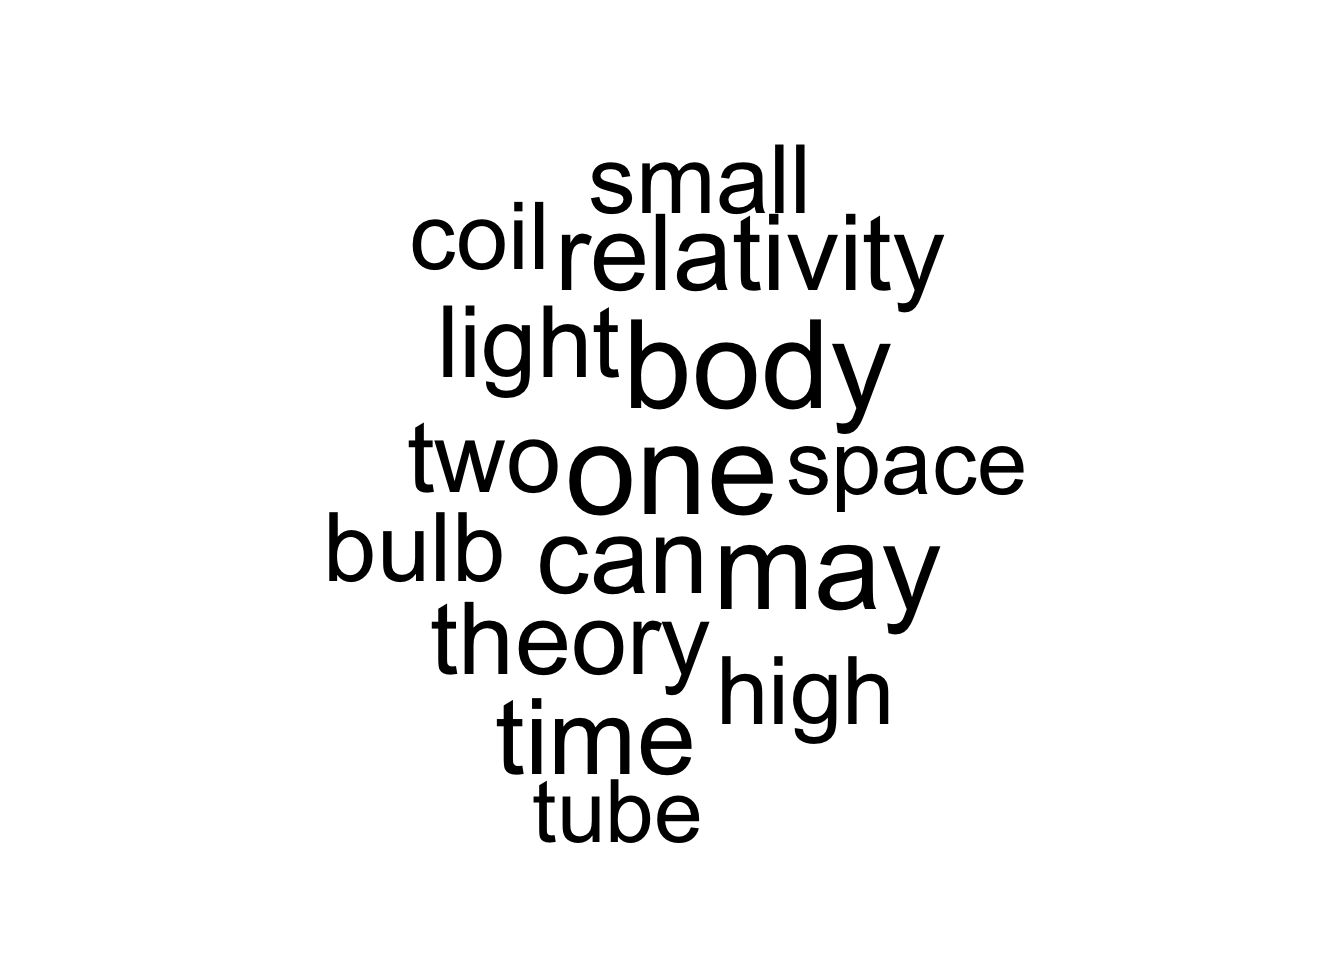 small
coil relativity
light body
two one space
bulb can may
theory high
time
tube